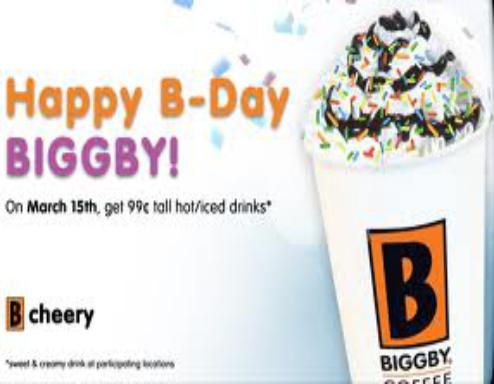 Happy B-Day
BIGGBY!
On March 15th, get 99¢ tall hot/iced drinks*
B cheery
*sweet & creamy drink at participating locations
B
BIGGBY.
COFFEE